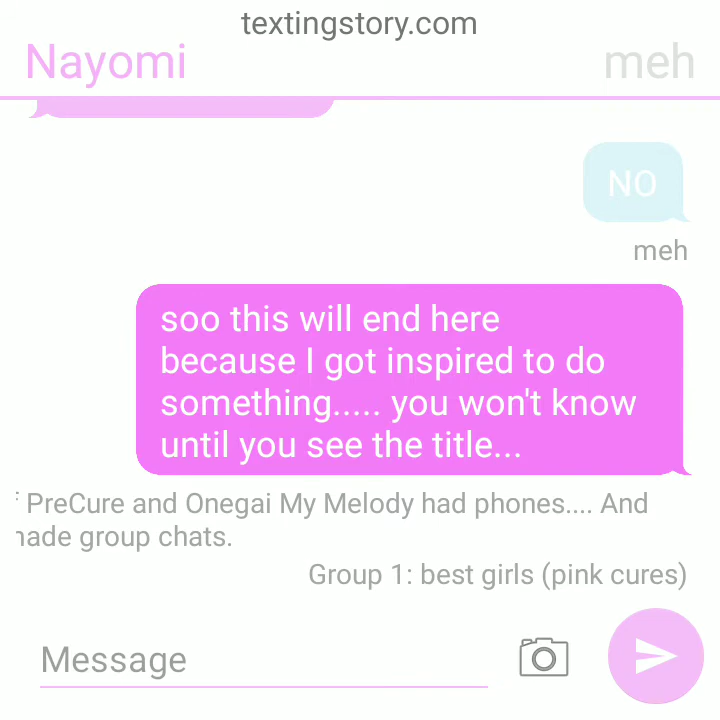 textingstory.com
Nayomi
meh
NO
meh
soo this will end here
because I got inspired to do
something..... you won't know
until you see the title...
PreCure and Onegai My Melody had phones.... And
group chats.
Group 1: best girls (pink cures)
Message